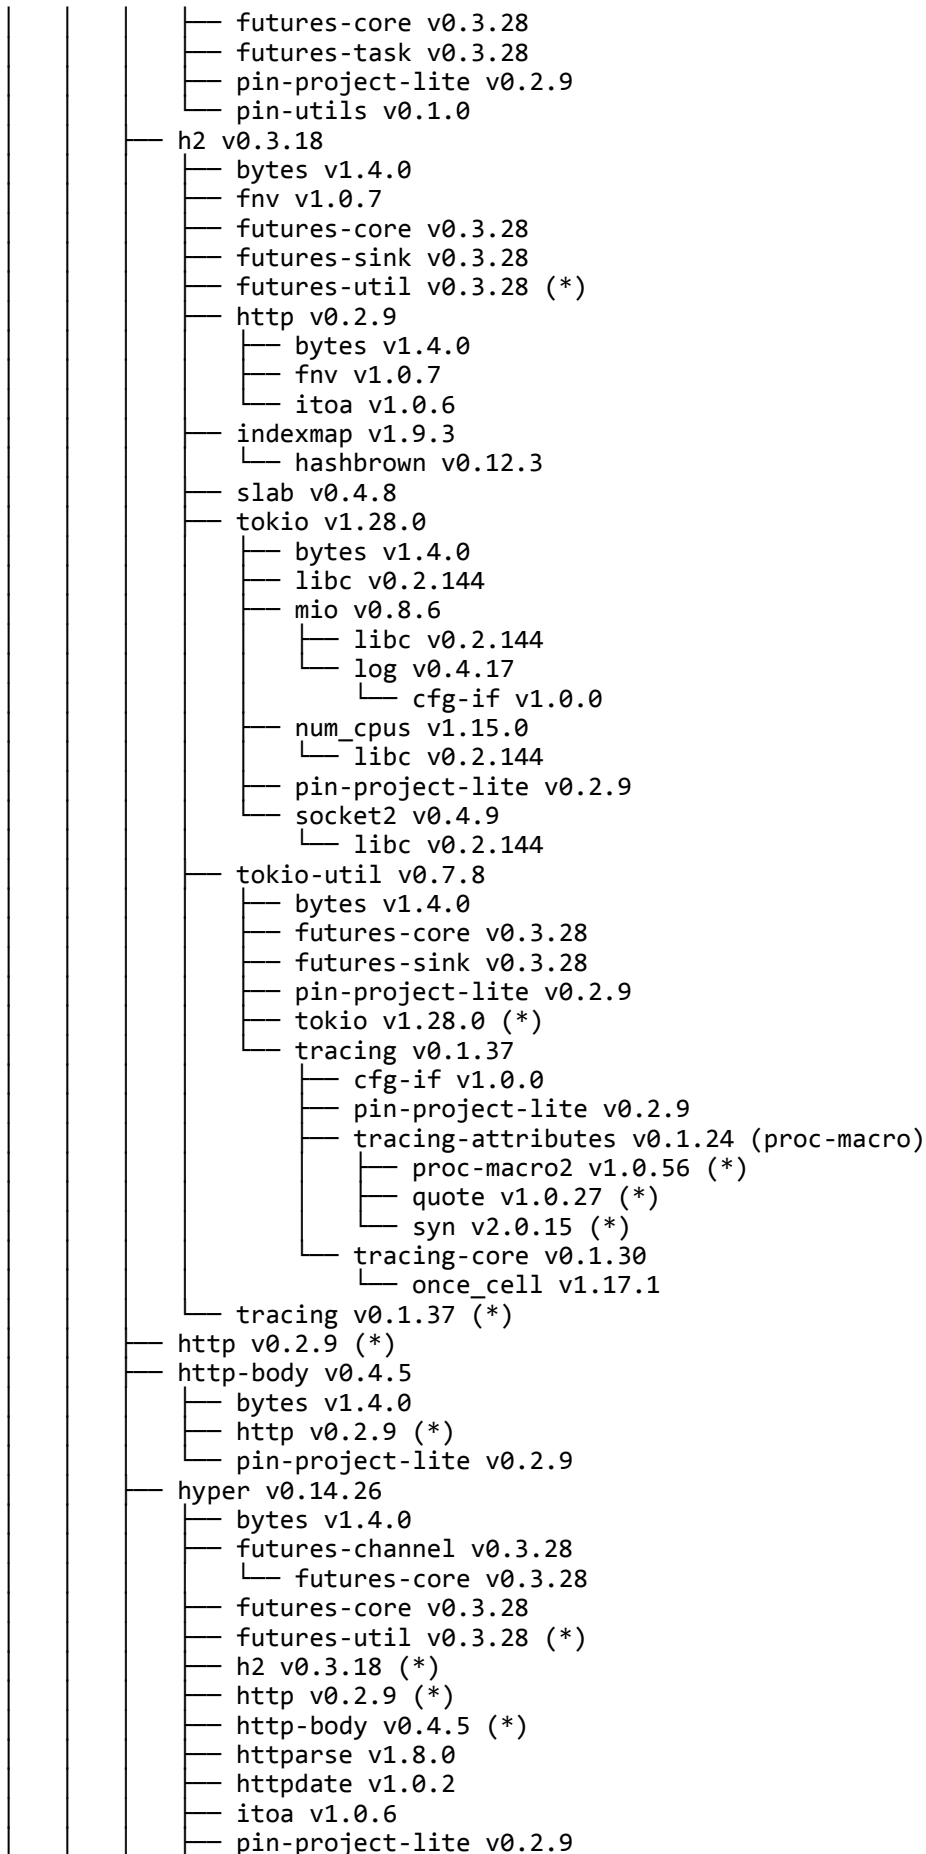 │   │   │   ├── futures-core v0.3.28
│   │   │   ├── futures-task v0.3.28
│   │   │   ├── pin-project-lite v0.2.9
│   │   │   └── pin-utils v0.1.0
│   │   ├── h2 v0.3.18
│   │   │   ├── bytes v1.4.0
│   │   │   ├── fnv v1.0.7
│   │   │   ├── futures-core v0.3.28
│   │   │   ├── futures-sink v0.3.28
│   │   │   ├── futures-util v0.3.28 (*)
│   │   │   ├── http v0.2.9
│   │   │   │   ├── bytes v1.4.0
│   │   │   │   ├── fnv v1.0.7
│   │   │   │   └── itoa v1.0.6
│   │   │   ├── indexmap v1.9.3
│   │   │   │   └── hashbrown v0.12.3
│   │   │   ├── slab v0.4.8
│   │   │   ├── tokio v1.28.0
│   │   │   │   ├── bytes v1.4.0
│   │   │   │   ├── libc v0.2.144
│   │   │   │   ├── mio v0.8.6
│   │   │   │   │   ├── libc v0.2.144
│   │   │   │   │   └── log v0.4.17
│   │   │   │   │       └── cfg-if v1.0.0
│   │   │   │   ├── num_cpus v1.15.0
│   │   │   │   │   └── libc v0.2.144
│   │   │   │   ├── pin-project-lite v0.2.9
│   │   │   │   └── socket2 v0.4.9
│   │   │   │       └── libc v0.2.144
│   │   │   ├── tokio-util v0.7.8
│   │   │   │   ├── bytes v1.4.0
│   │   │   │   ├── futures-core v0.3.28
│   │   │   │   ├── futures-sink v0.3.28
│   │   │   │   ├── pin-project-lite v0.2.9
│   │   │   │   ├── tokio v1.28.0 (*)
│   │   │   │   └── tracing v0.1.37
│   │   │   │       ├── cfg-if v1.0.0
│   │   │   │       ├── pin-project-lite v0.2.9
│   │   │   │       ├── tracing-attributes v0.1.24 (proc-macro)
│   │   │   │       │   ├── proc-macro2 v1.0.56 (*)
│   │   │   │       │   ├── quote v1.0.27 (*)
│   │   │   │       │   └── syn v2.0.15 (*)
│   │   │   │       └── tracing-core v0.1.30
│   │   │   │           └── once_cell v1.17.1
│   │   │   └── tracing v0.1.37 (*)
│   │   ├── http v0.2.9 (*)
│   │   ├── http-body v0.4.5
│   │   │   ├── bytes v1.4.0
│   │   │   ├── http v0.2.9 (*)
│   │   │   └── pin-project-lite v0.2.9
│   │   ├── hyper v0.14.26
│   │   │   ├── bytes v1.4.0
│   │   │   ├── futures-channel v0.3.28
│   │   │   │   └── futures-core v0.3.28
│   │   │   ├── futures-core v0.3.28
│   │   │   ├── futures-util v0.3.28 (*)
│   │   │   ├── h2 v0.3.18 (*)
│   │   │   ├── http v0.2.9 (*)
│   │   │   ├── http-body v0.4.5 (*)
│   │   │   ├── httparse v1.8.0
│   │   │   ├── httpdate v1.0.2
│   │   │   ├── itoa v1.0.6
│   │   │   ├── pin-project-lite v0.2.9